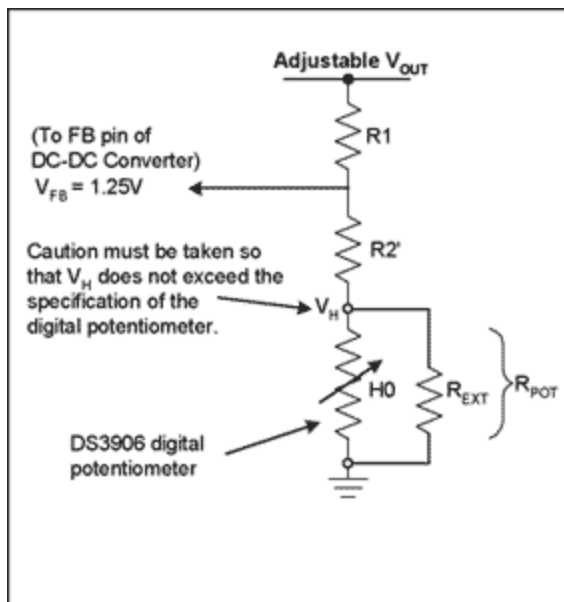 Adjustable VOUT
R1
(To FB pin of
DC-DC Converter)
VFB = 1.25V
R2'
Caution must be taken so
that VH does not exceed the
specification of the
digital potentiometer.
VH
H0
REXT
RPOT
DS3906 digital
potentiometer